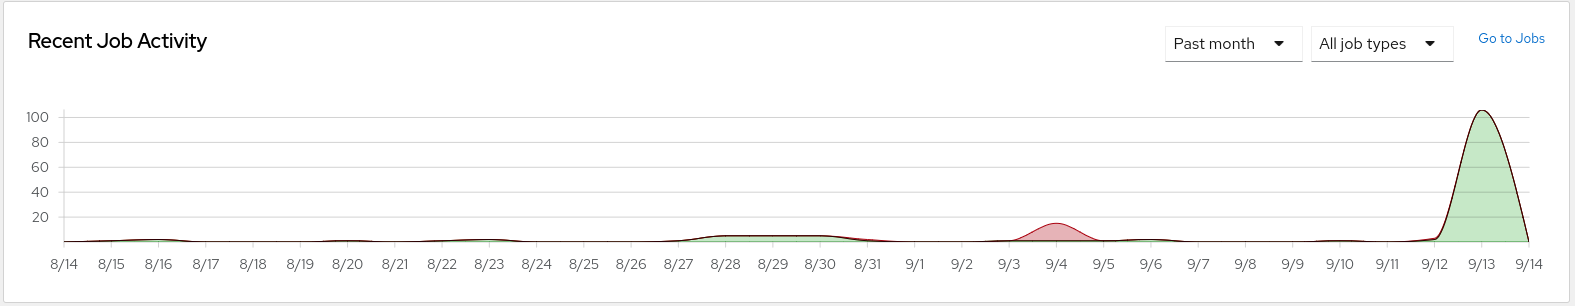 Recent Job Activity
Past month
All job types
Go to Jobs
100
80
60
40
20
8/14 8/15 8/16 8/17 8/18 8/19 8/20 8/21 8/22 8/23 8/24 8/25 8/26 8/27 8/28 8/29 8/30 8/31 9/1 9/2 9/3 9/4 9/5 9/6 9/7 9/8 9/9 9/10 9/11 9/12 9/13 9/14